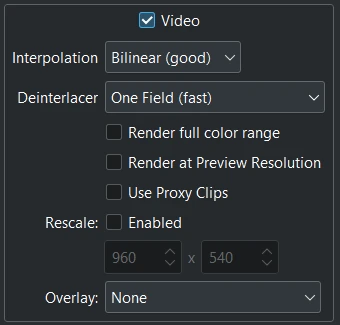 Video
Interpolation Bilinear (good)
Deinterlacer One Field (fast)
Render full color range
Render at Preview Resolution
Use Proxy Clips
Rescale: Enabled
960 x 540
Overlay: None